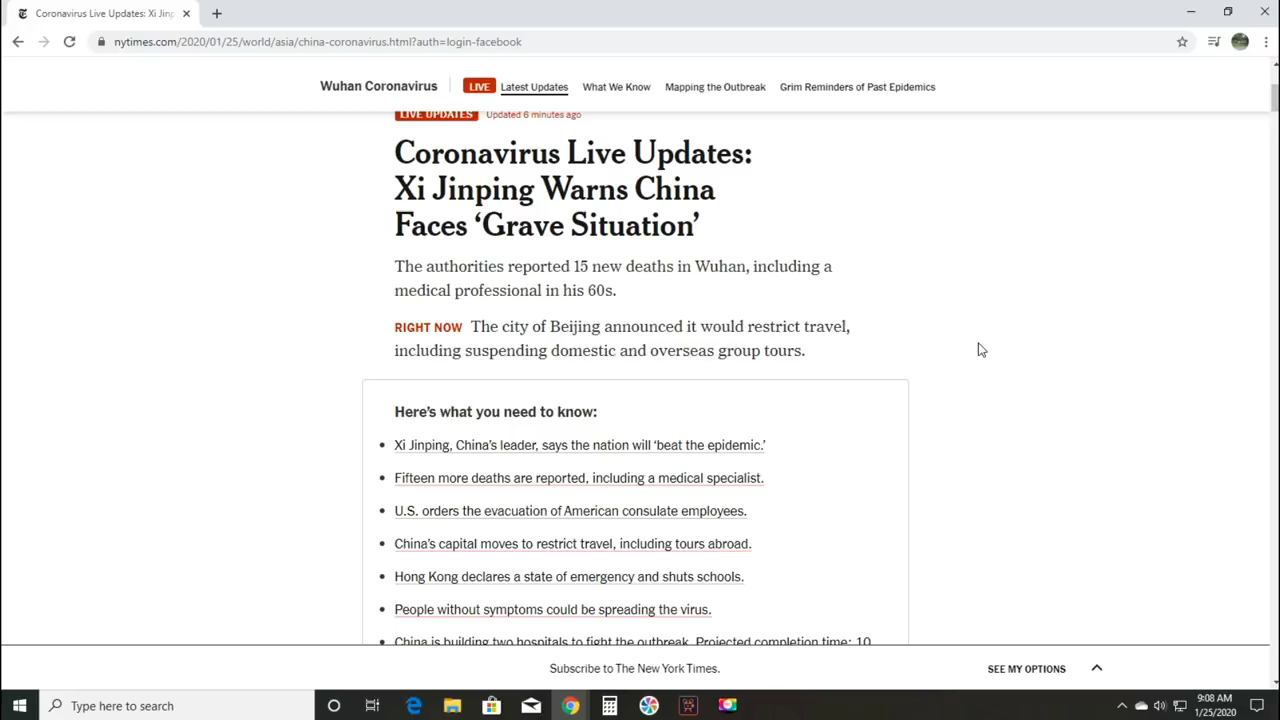 Coronavirus Live Updates: Xi Jinp
nytimes.com/2020/01/25/world/asia/china-coronavirus.html?auth=login-facebook
Wuhan Coronavirus LIVE Latest Updates What We Know Mapping the Outbreak Grim Reminders of Past Epidemics
LIVE UPDATES Updated 6 minutes ago
Coronavirus Live Updates:
Xi Jinping Warns China
Faces ‘Grave Situation’
The authorities reported 15 new deaths in Wuhan, including a
medical professional in his 60s.
RIGHT NOW The city of Beijing announced it would restrict travel,
including suspending domestic and overseas group tours.
Here’s what you need to know:
Xi Jinping, China’s leader, says the nation will ‘beat the epidemic.’
Fifteen more deaths are reported, including a medical specialist.
U.S. orders the evacuation of American consulate employees.
China’s capital moves to restrict travel, including tours abroad.
Hong Kong declares a state of emergency and shuts schools.
People without symptoms could be spreading the virus.
China is building two hospitals to fight the outbreak. Projected completion time: 10
Subscribe to The New York Times. SEE MY OPTIONS
Type here to search
9:08 AM
1/25/2020